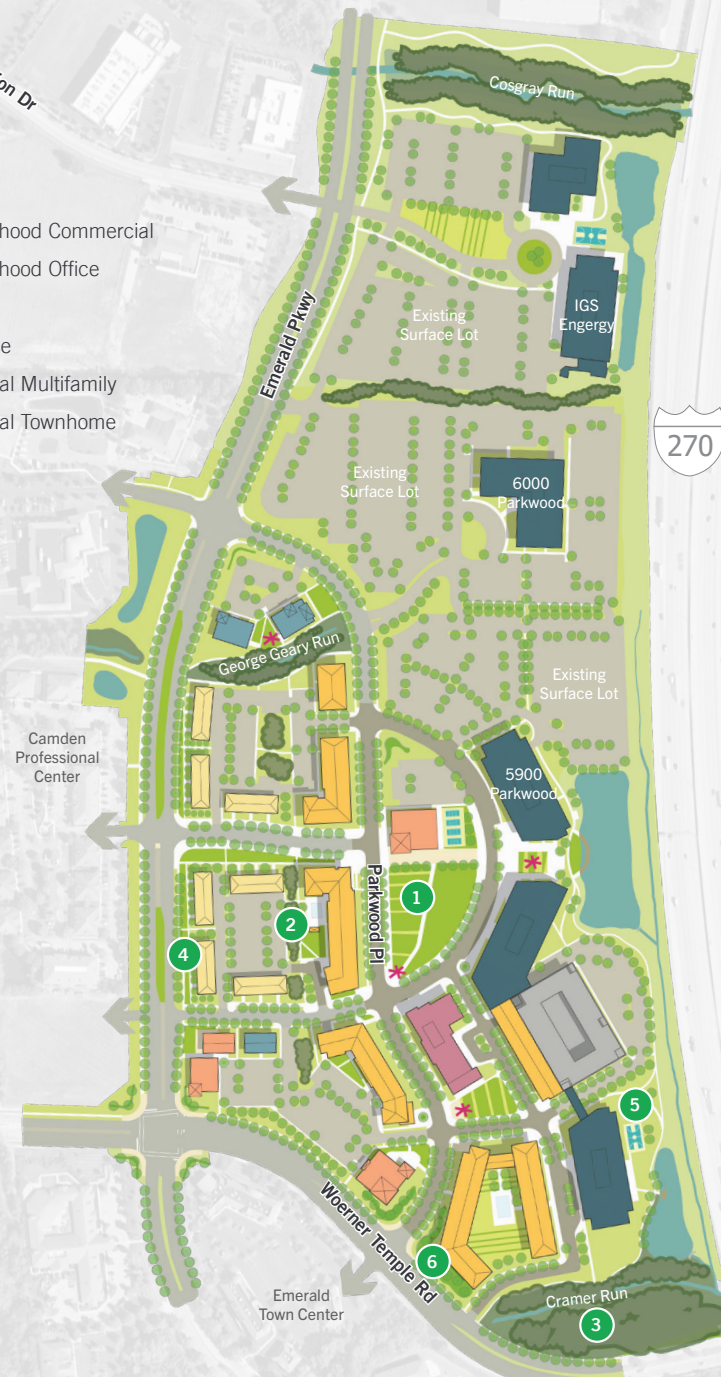 Cosgray Run
hood Commercial
hood Office
e
al Multifamily
al Townhome
Emerald Pkwy
Existing
Surface Lot
IGS
Engergy
270
Existing
Surface Lot
6000
Parkwood
George Geary Run
Existing
Surface Lot
Camden
Professional
Center
5900
Parkwood
Parkwood Pl
1
2
4
5
Woerner Temple Rd
6
Emerald
Town Center
Cramer Run
3